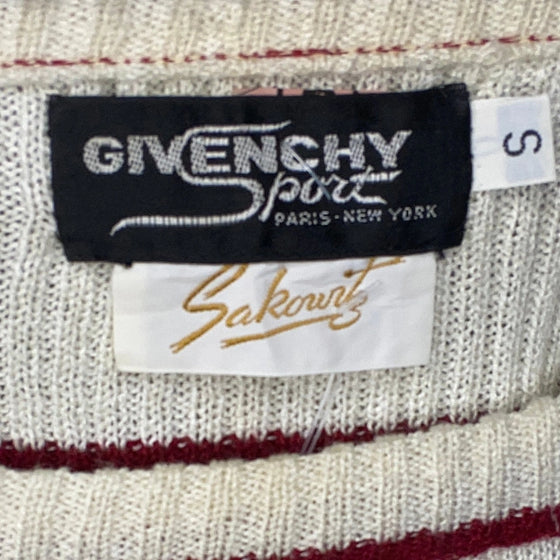 GIVENCHY
Sport
PARIS-NEW YORK
S
Sakowitz